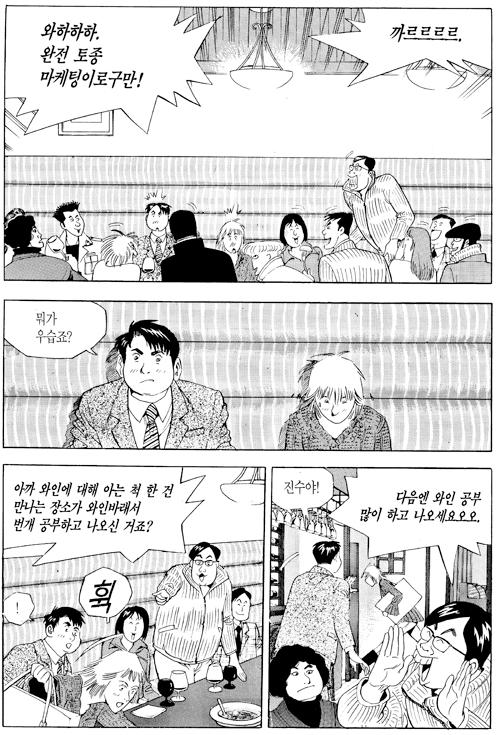 와하하하.
완전 토종
마케팅이로구만!
까르르르르.
뭐가
우습죠?
아까 와인에 대해 아는 척 한 건
만나는 장소가 와인바래서
번개 공부하고 나오신 거죠?
휙
!
진수야!
다음엔 와인 공부
많이 하고 나오세요오오.